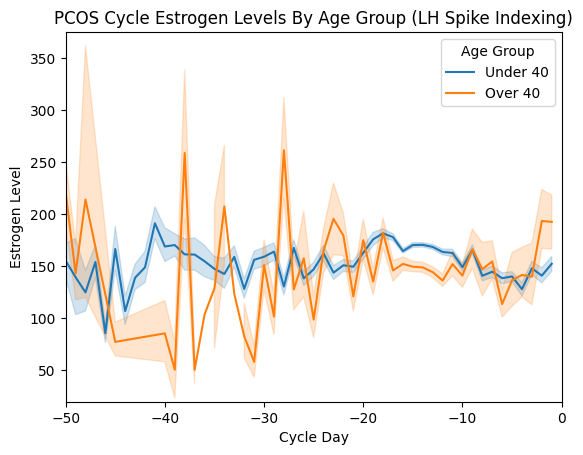 PCOS Cycle Estrogen Levels By Age Group (LH Spike Indexing)
Age Group
Under 40
Over 40
Estrogen Level
350
300
250
200
150
100
50
−50
−40
−30
−20
−10
0
Cycle Day